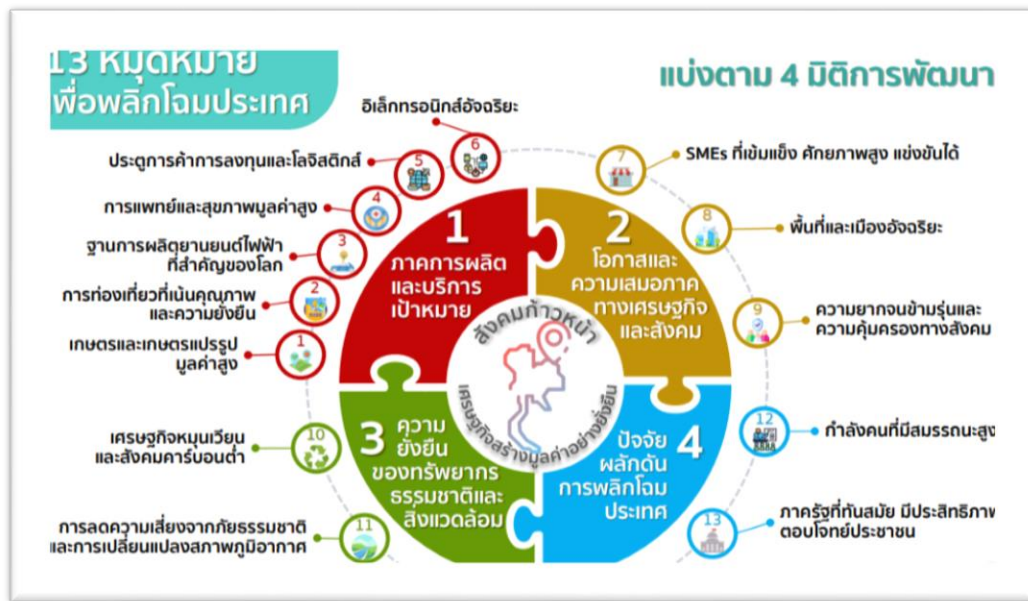 13 หมุดหมาย
เพื่อพลิกโฉมประเทศ
แบ่งตาม 4 มิติการพัฒนา
6
อิเล็กทรอนิกส์อัจฉริยะ
5
ประตูการค้าการลงทุนและโลจิสติกส์
4
การแพทย์และสุขภาพมูลค่าสูง
3
ฐานการผลิตยานยนต์ไฟฟ้า
ที่สำคัญของโลก
2
การท่องเที่ยวที่เน้นคุณภาพ
และความยั่งยืน
1
เกษตรและเกษตรแปรรูป
มูลค่าสูง
1
ภาคการผลิต
และบริการ
เป้าหมาย
7
SMEs ที่เข้มแข็ง ศักยภาพสูง แข่งขันได้
8
พื้นที่และเมืองอัจฉริยะ
9
ความยากจนข้ามรุ่นและ
ความคุ้มครองทางสังคม
2
โอกาสและ
ความเสมอภาค
ทางเศรษฐกิจ
และสังคม
สังคมก้าวหน้า
เศรษฐกิจสร้างมูลค่าอย่างยั่งยืน
10
เศรษฐกิจหมุนเวียน
และสังคมคาร์บอนต่ำ
11
การลดความเสี่ยงจากภัยธรรมชาติ
และการเปลี่ยนแปลงสภาพภูมิอากาศ
3
ความ
ยั่งยืน
ของทรัพยากร
ธรรมชาติและ
สิ่งแวดล้อม
4
ปัจจัย
ผลักดัน
การพลิกโฉม
ประเทศ
12
กำลังคนที่มีสมรรถนะสูง
13
ภาครัฐที่ทันสมัย มีประสิทธิภาพ
ตอบโจทย์ประชาชน